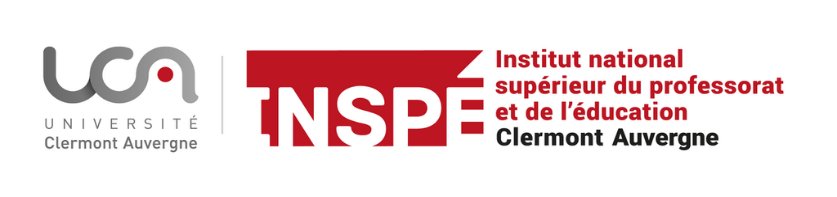 UCA
UNIVERSITÉ
Clermont Auvergne
INSPÉ
Institut national
supérieur du professorat
et de l'éducation
Clermont Auvergne